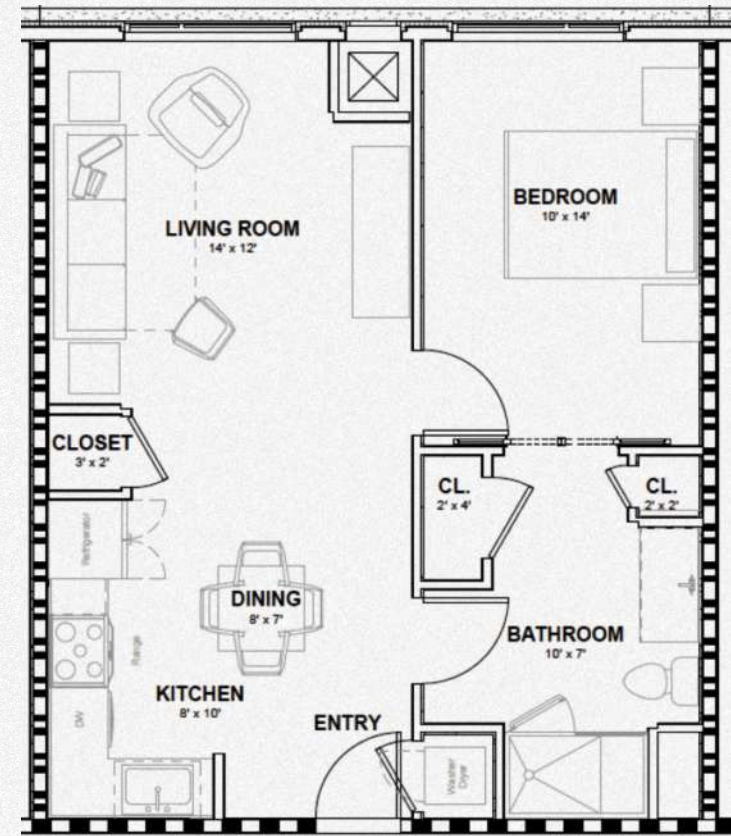 BEDROOM
10' x 14'
LIVING ROOM
14' x 12'
CLOSET
3' x 2'
CL.
2' x 4'
CL.
2' x 2'
Refrigerator
DINING
8' x 7'
BATHROOM
10' x 7'
Range
KITCHEN
8' x 10'
DW
ENTRY
Washer
Dryer